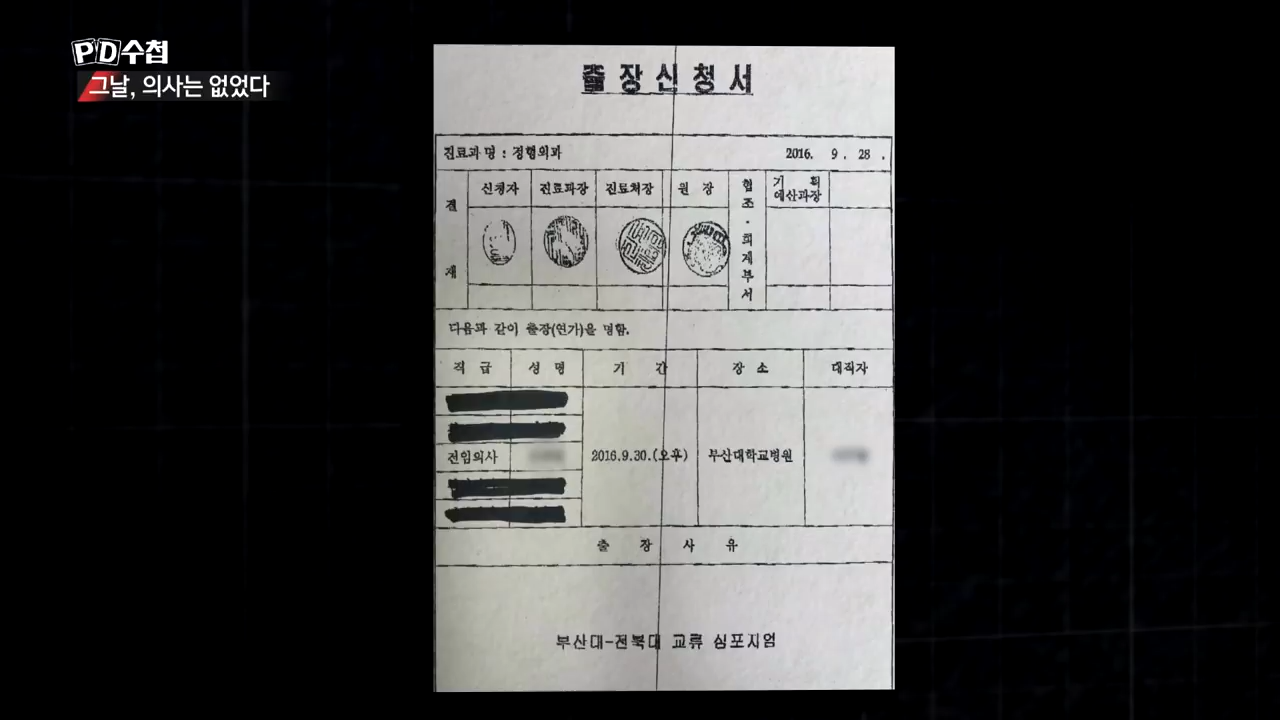 PD수첩
그날, 의사는 없었다
출장신청서
진료과명 : 정형외과 2016. 9. 28.
결재 신청자 진료과장 진료처장 원장 협조·회계부서 기획예산과장
다음과 같이 출장(연가)을 명함.
직급 성명 기간 장소 대직자
전임의사 2016.9.30.(오후) 부산대학교병원
출장사유
부산대-전북대 교류 심포지엄